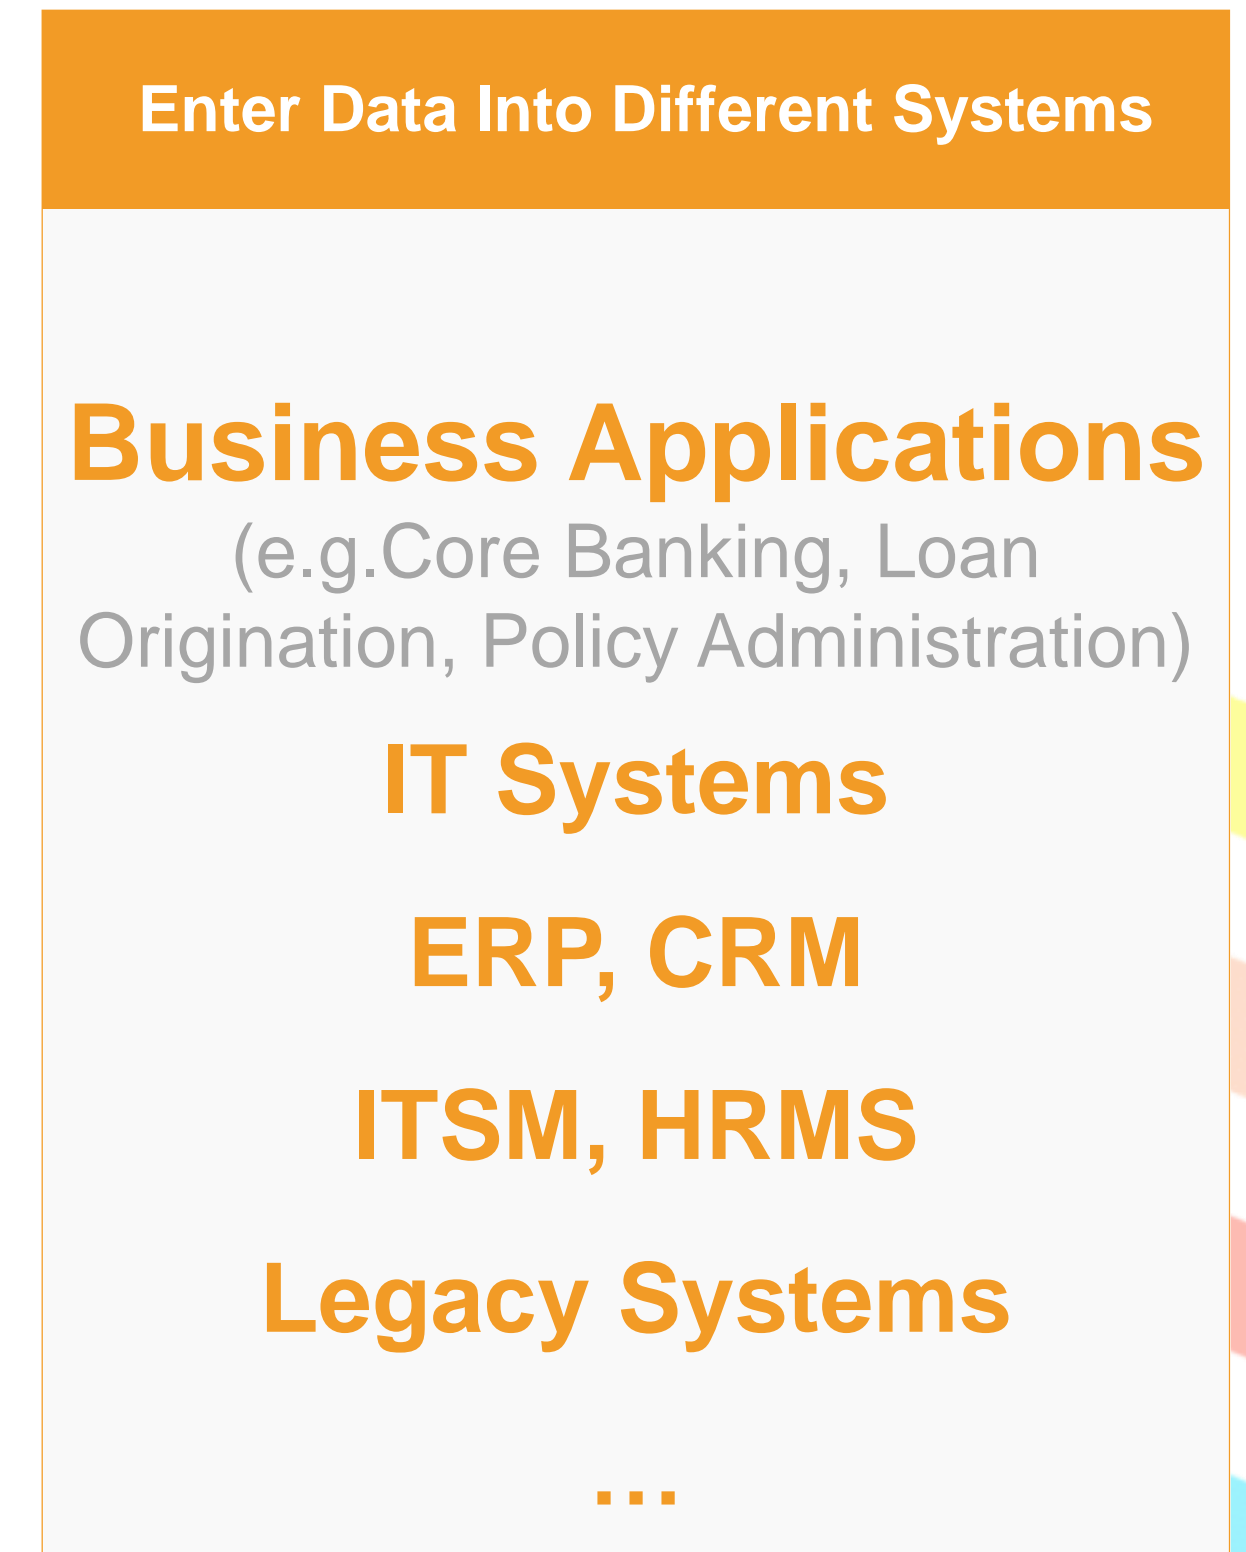 Enter Data Into Different Systems
Business Applications
(e.g.Core Banking, Loan
Origination, Policy Administration)
IT Systems
ERP, CRM
ITSM, HRMS
Legacy Systems
...